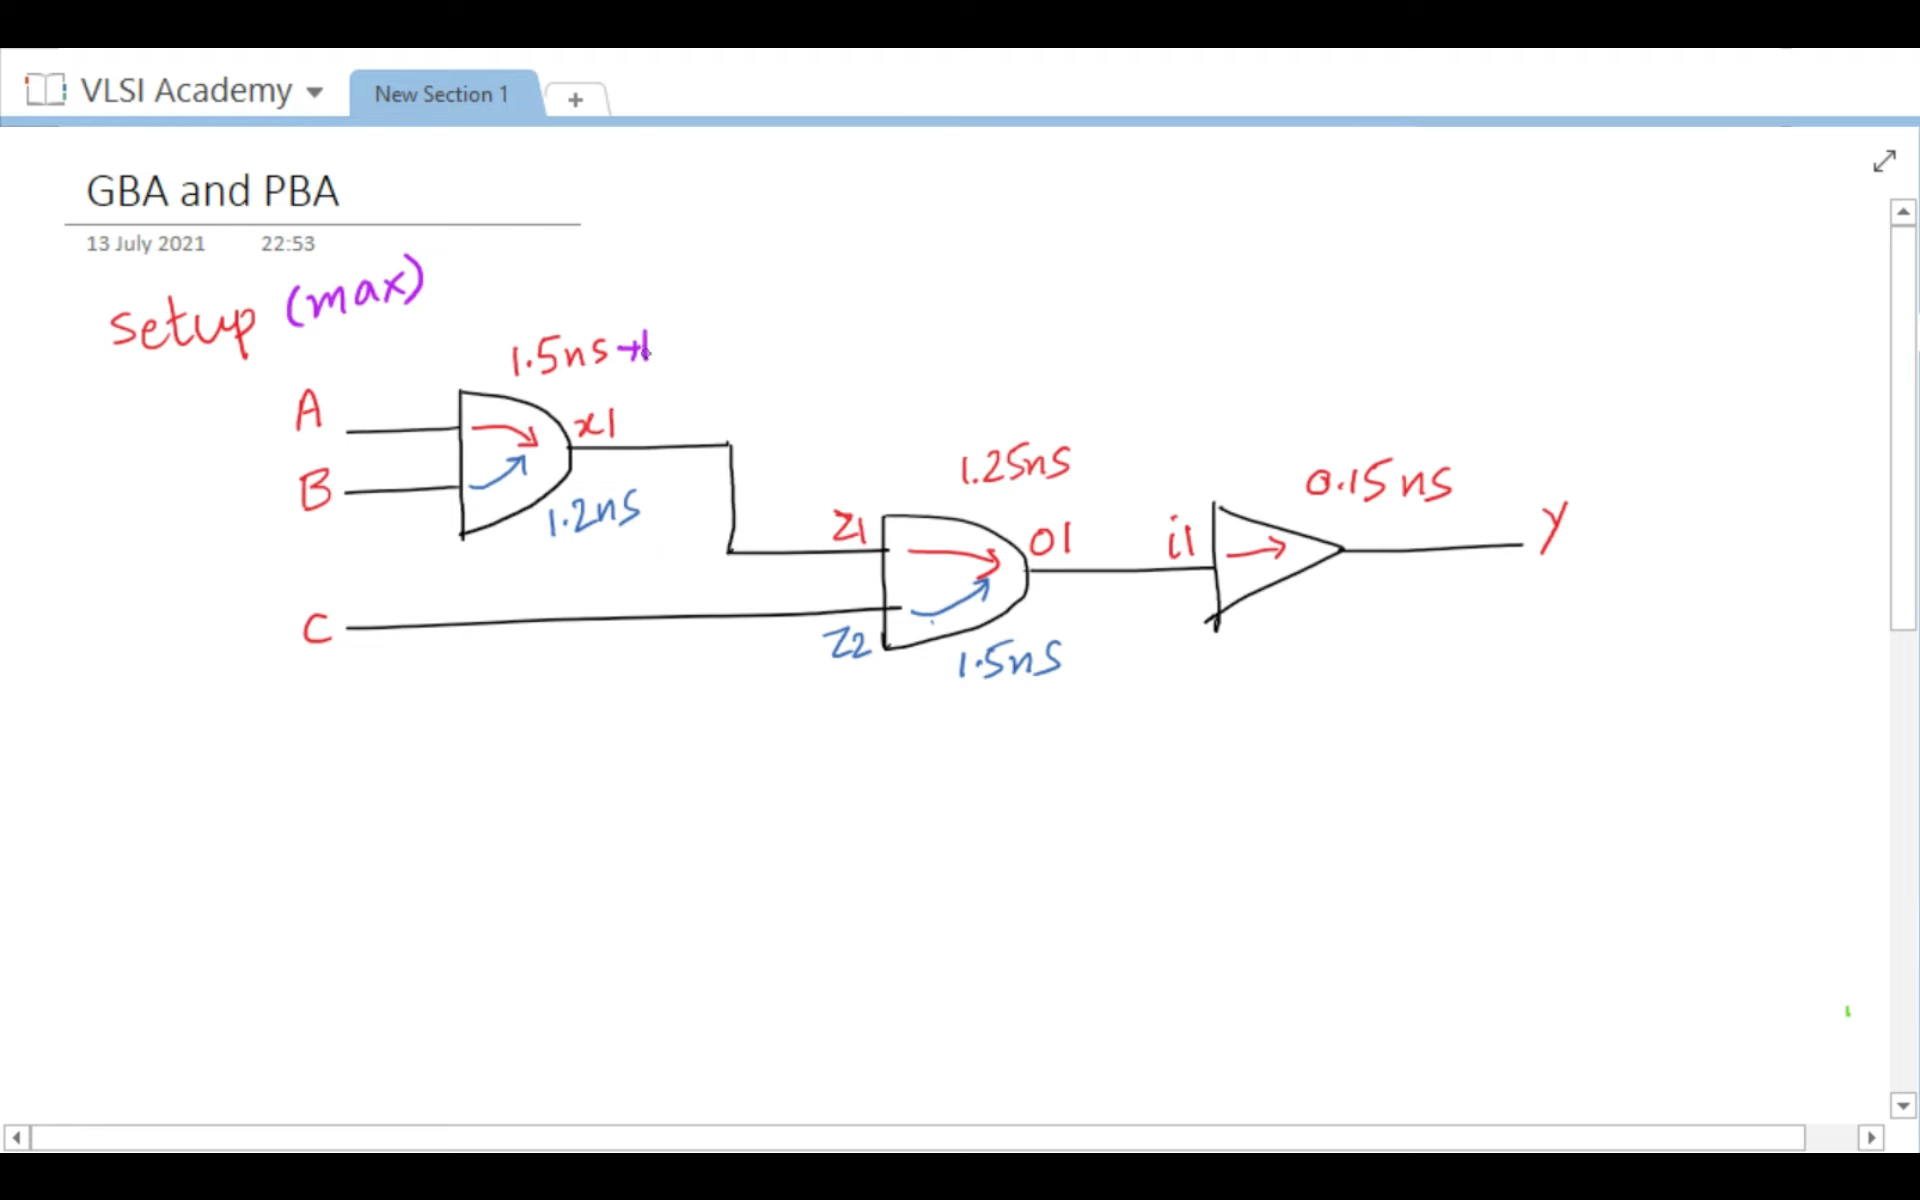 VLSI Academy
New Section 1
+
GBA and PBA
13 July 2021 22:53
setup (max)
1.5ns +
A
x1
B
1.2ns
1.25ns
0.15ns
Z1
01
i1
y
C
Z2
1.5ns